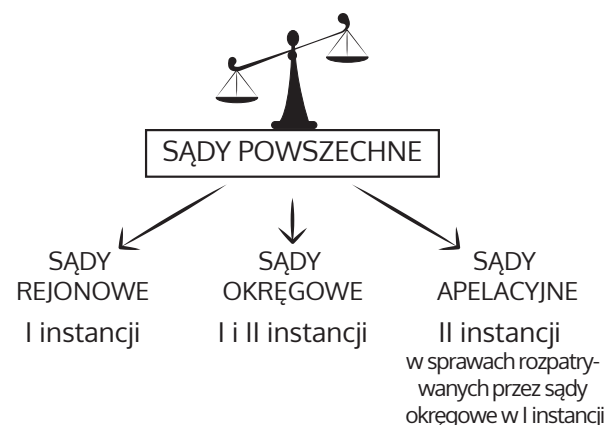 SĄDY POWSZECHNE
SĄDY
REJONOWE
I instancji
SĄDY
OKRĘGOWE
I i II instancji
SĄDY
APELACYJNE
II instancji
w sprawach rozpatry-
wanych przez sądy
okręgowe w I instancji